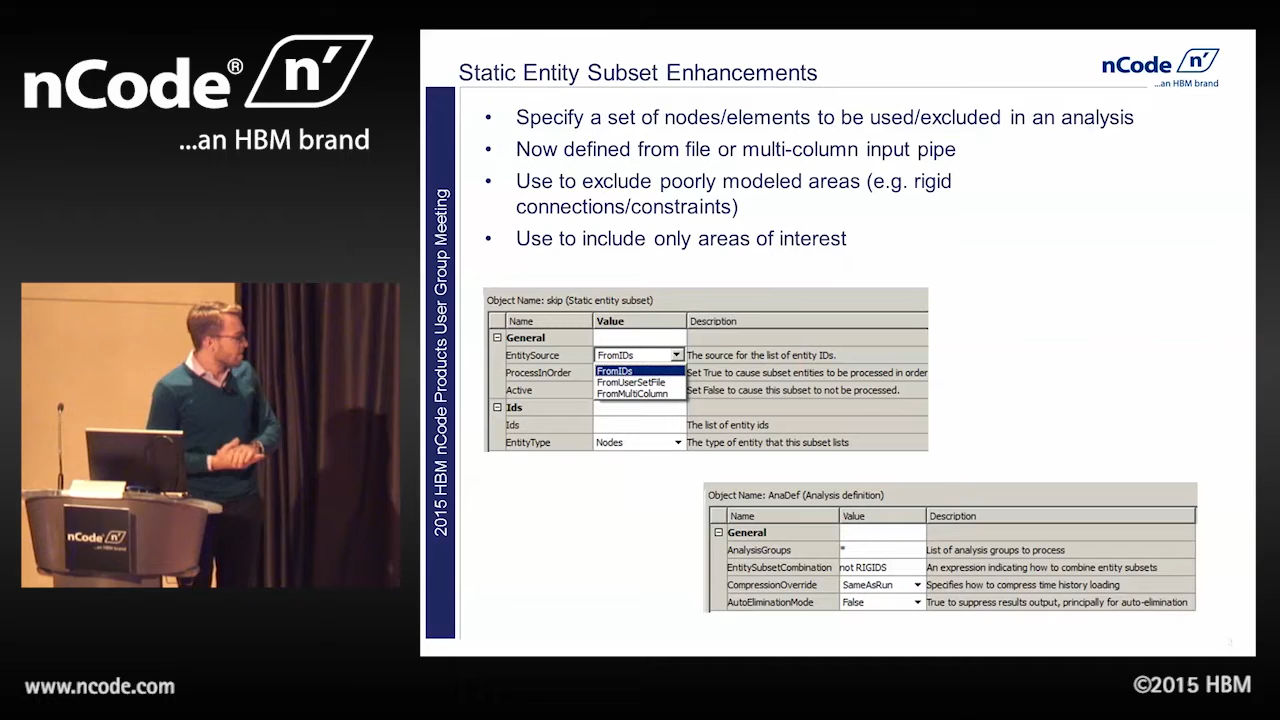 nCode® n'
...an HBM brand
Static Entity Subset Enhancements
nCode n'
...an HBM brand
2015 HBM nCode Products User Group Meeting
• Specify a set of nodes/elements to be used/excluded in an analysis
• Now defined from file or multi-column input pipe
• Use to exclude poorly modeled areas (e.g. rigid
connections/constraints)
• Use to include only areas of interest
Object Name: skip (Static entity subset)
Name Value Description
General
EntitySource FromIDs The source for the list of entity IDs.
FromIDs
ProcessInOrder Set True to cause subset entities to be processed in order
FromUserSetFile
Active Set False to cause this subset to not be processed.
FromMultiColumn
Ids
Ids The list of entity ids
EntityType Nodes The type of entity that this subset lists
Object Name: AnaDef (Analysis definition)
Name Value Description
General
AnalysisGroups * List of analysis groups to process
EntitySubsetCombination not RIGIDS An expression indicating how to combine entity subsets
CompressionOverride SameAsRun Specifies how to compress time history loading
AutoEliminationMode False True to suppress results output, principally for auto-elimination
nCode n'
...an HBM brand
www.ncode.com
©2015 HBM